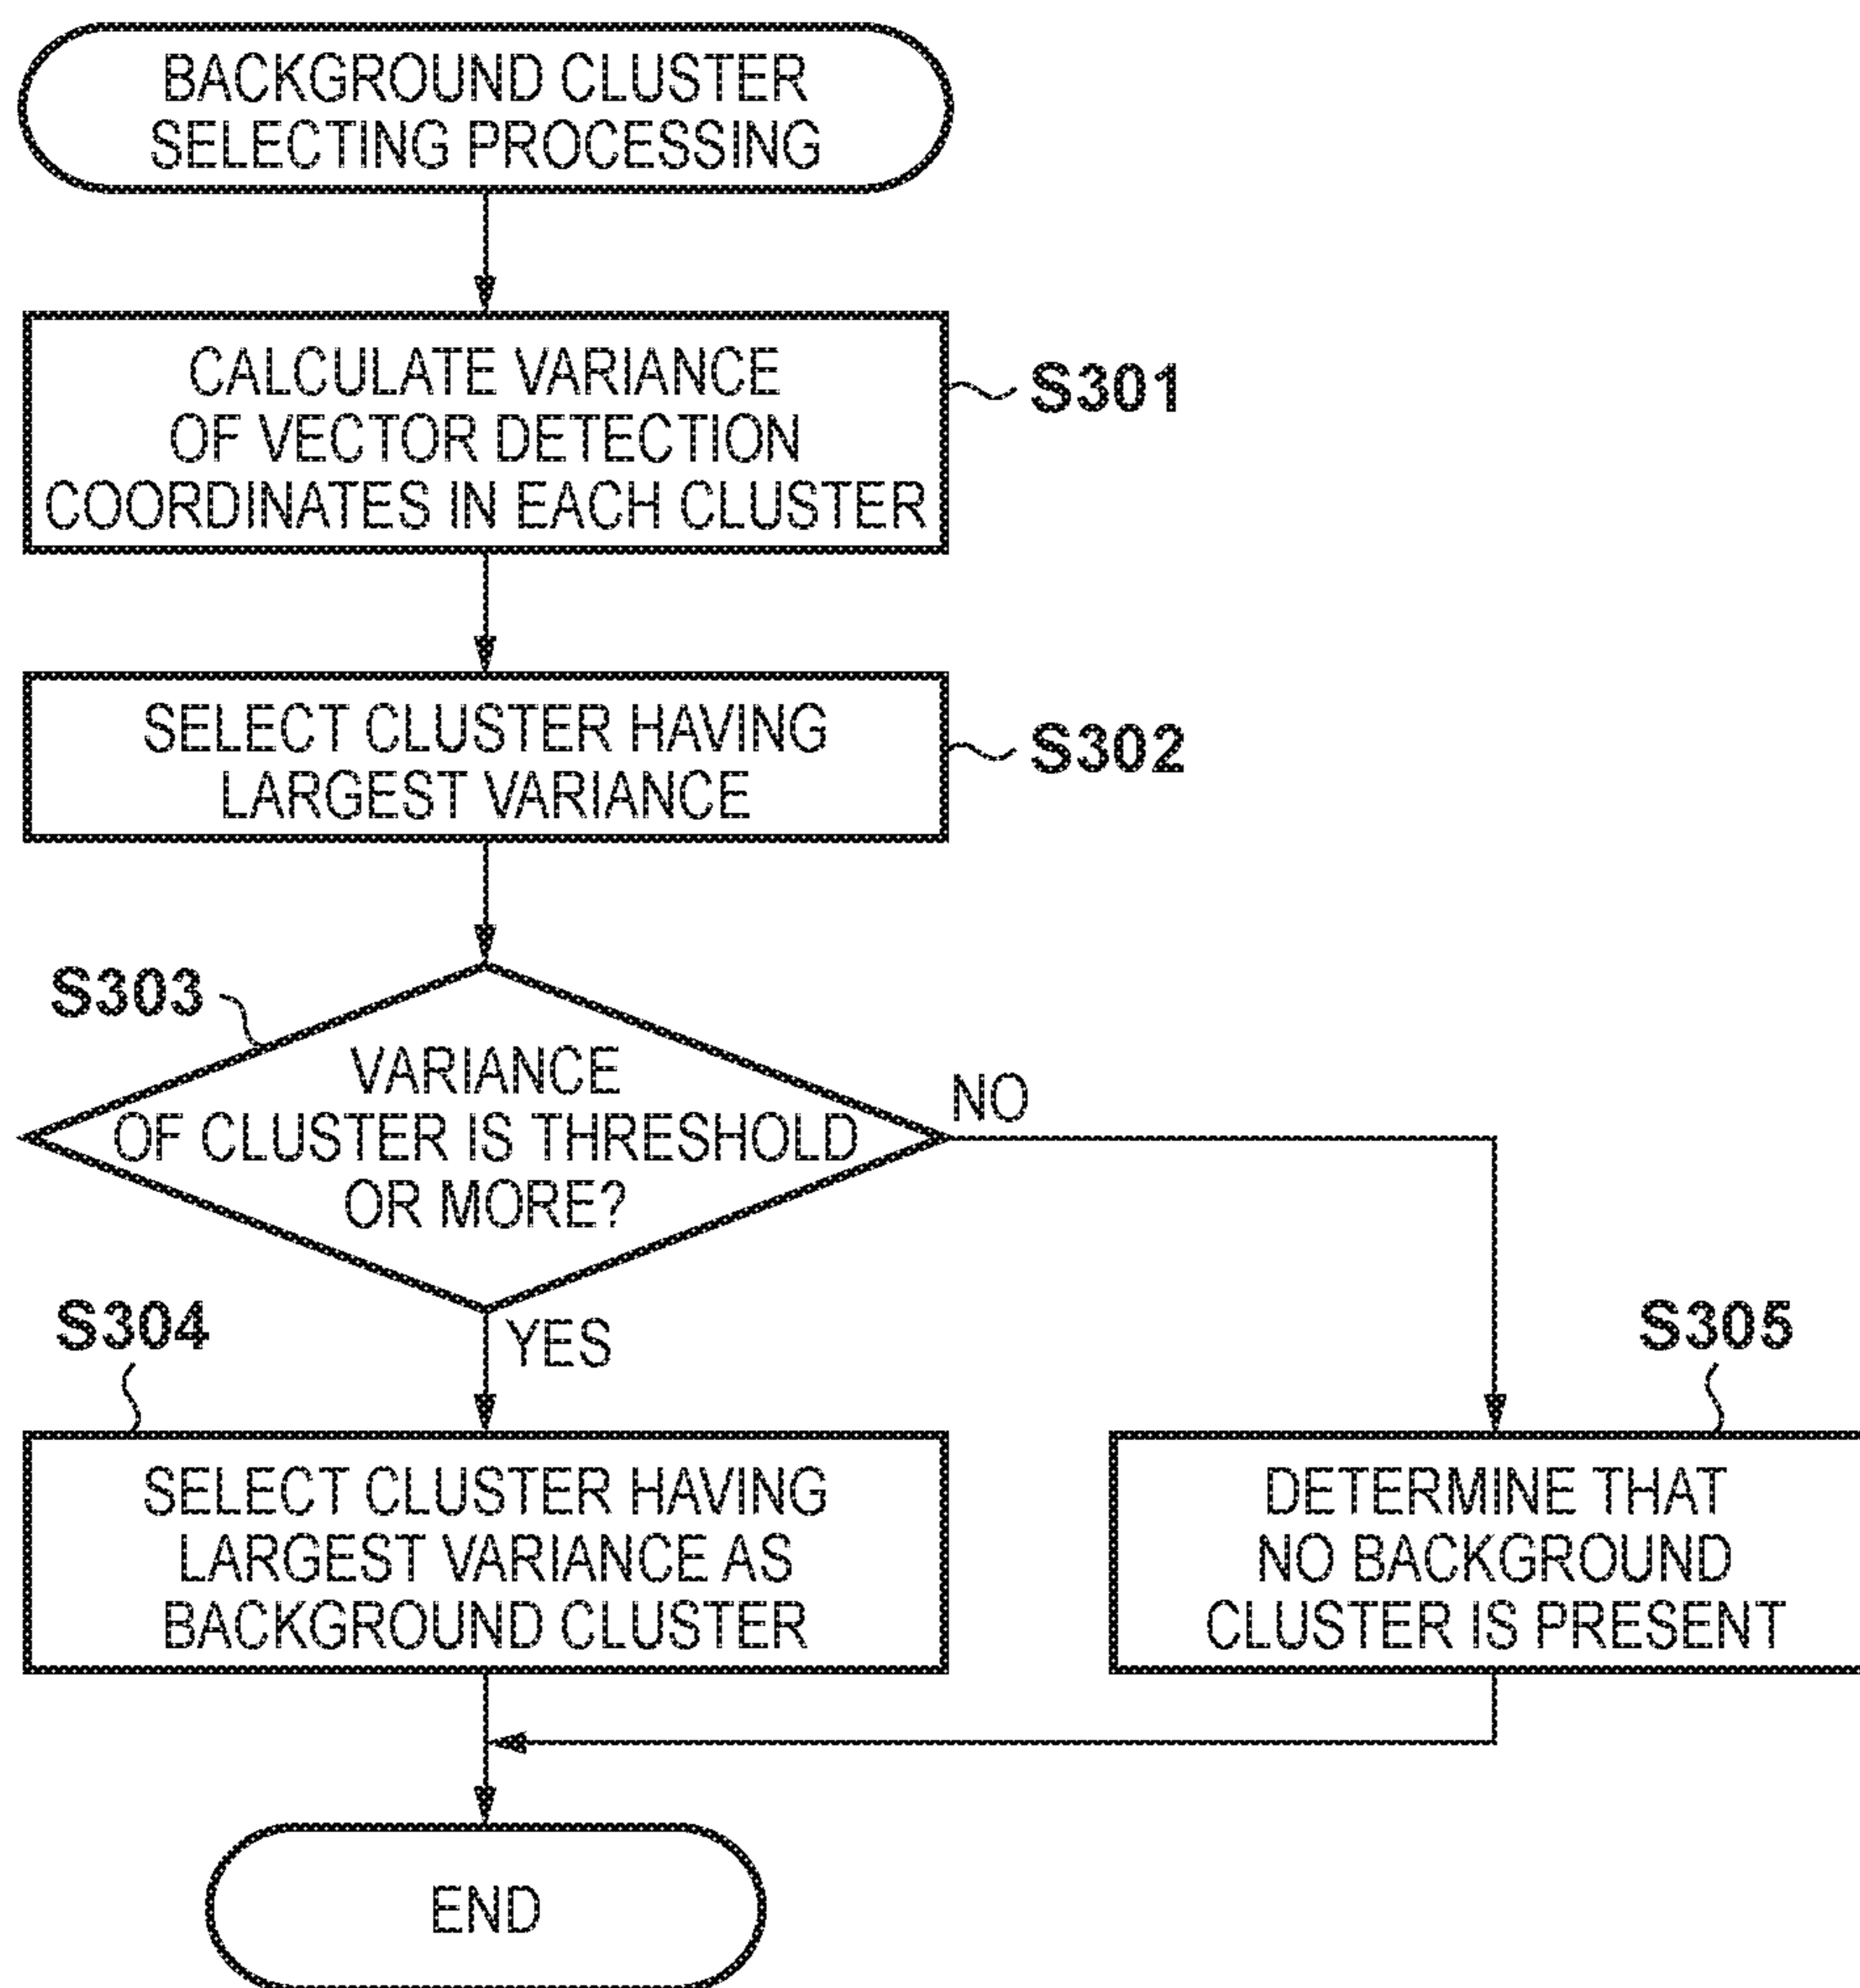 BACKGROUND CLUSTER
SELECTING PROCESSING
CALCULATE VARIANCE
OF VECTOR DETECTION
COORDINATES IN EACH CLUSTER
S301
SELECT CLUSTER HAVING
LARGEST VARIANCE
S302
S303
VARIANCE
OF CLUSTER IS THRESHOLD
OR MORE?
NO
YES
S304
SELECT CLUSTER HAVING
LARGEST VARIANCE AS
BACKGROUND CLUSTER
S305
DETERMINE THAT
NO BACKGROUND
CLUSTER IS PRESENT
END